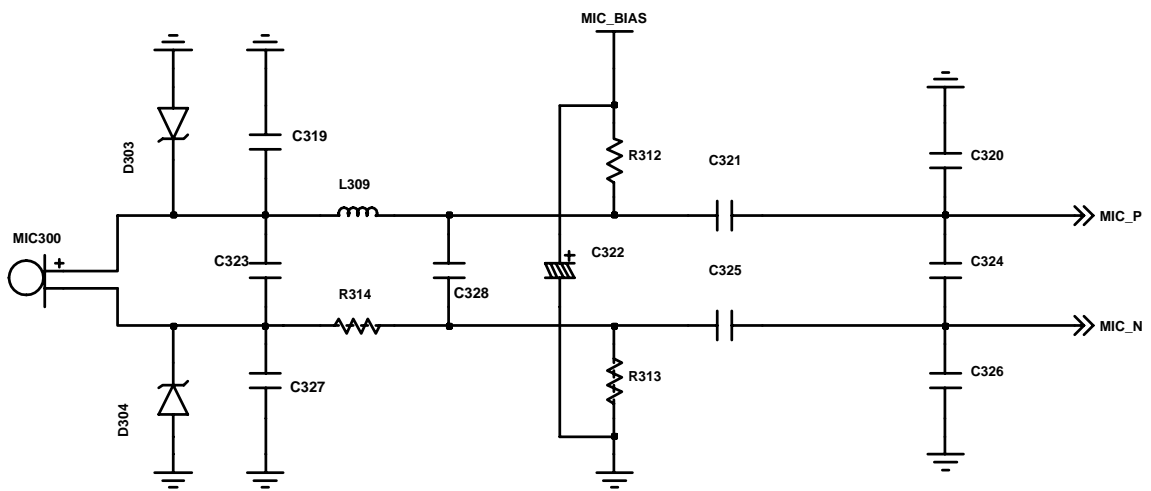 MIC_BIAS
D303
C319
R312
C321
C320
L309
MIC_P
MIC300
+
C323
C322
+
C325
C324
C328
R314
MIC_N
C327
R313
C326
D304